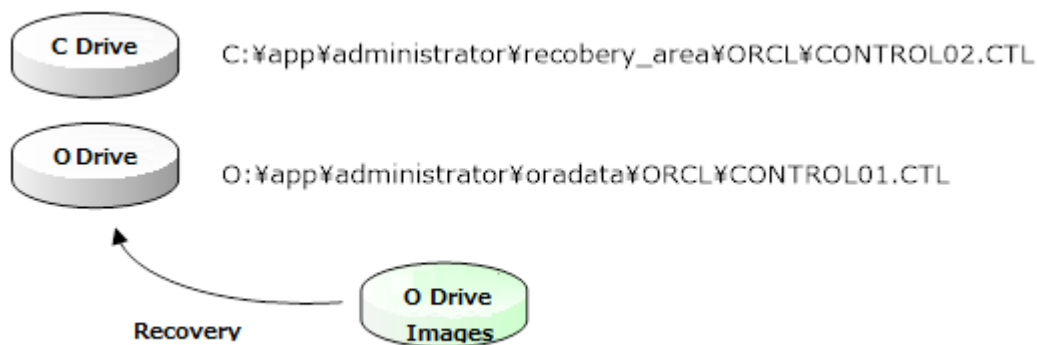 C Drive
C:¥app¥administrator¥recobery_area¥ORCL¥CONTROL02.CTL
O Drive
O:¥app¥administrator¥oradata¥ORCL¥CONTROL01.CTL
O Drive
Images
Recovery